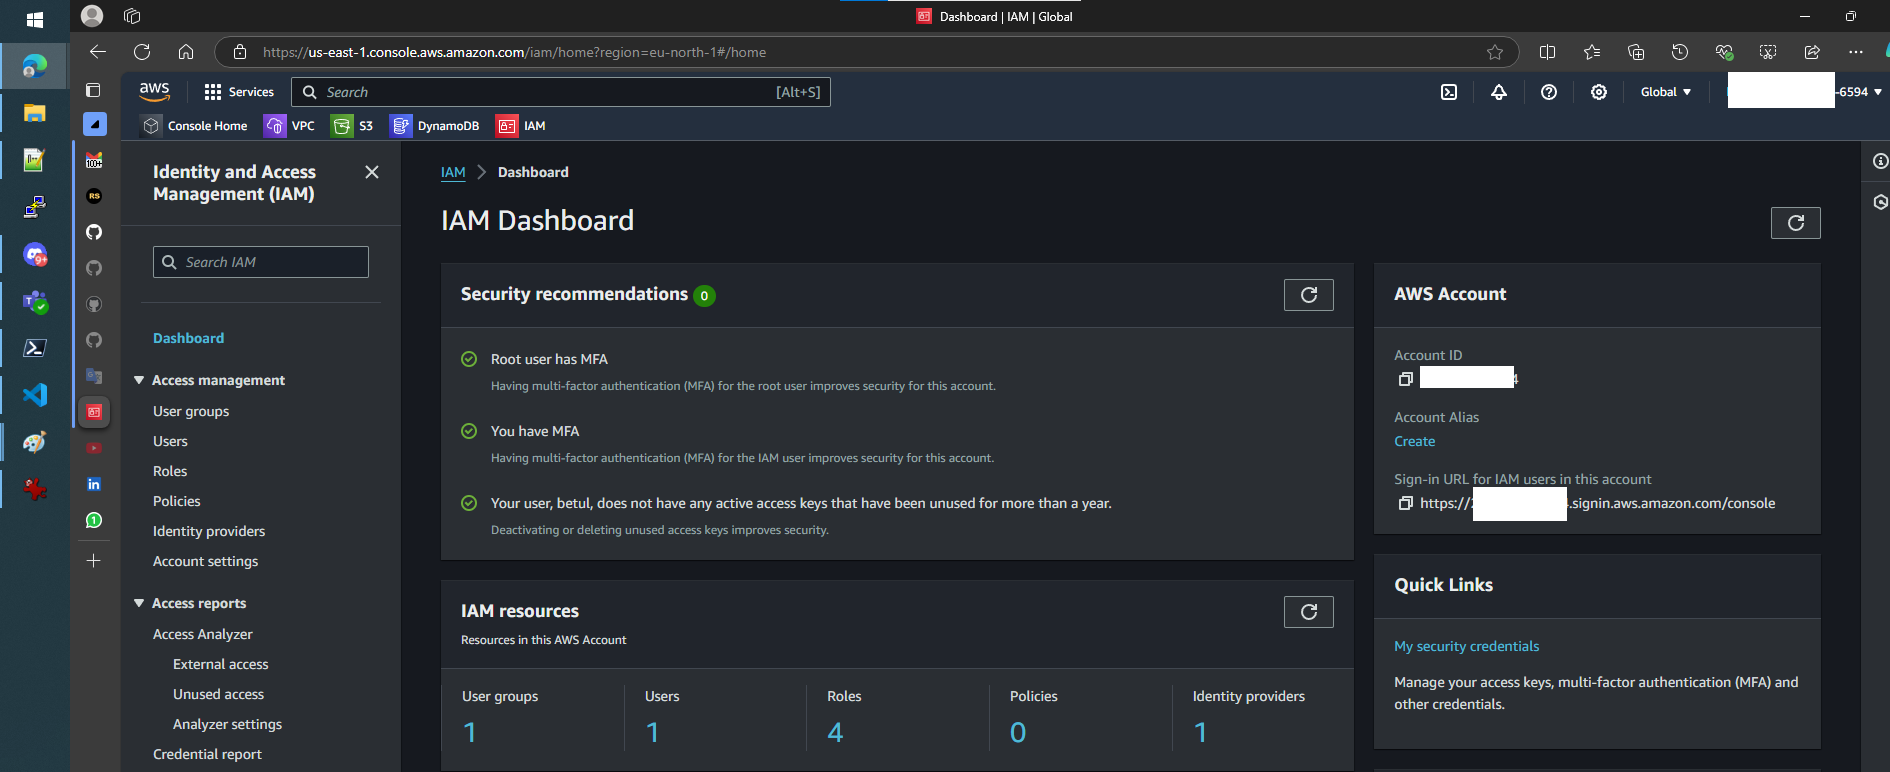 Dashboard | IAM | Global
https://us-east-1.console.aws.amazon.com/iam/home?region=eu-north-1#/home
aws
Services
Search
[Alt+S]
Global
-6594
Console Home
VPC
S3
DynamoDB
IAM
100+
RS
9+
T
in
1
Identity and Access
Management (IAM)
Search IAM
Dashboard
Access management
User groups
Users
Roles
Policies
Identity providers
Account settings
Access reports
Access Analyzer
External access
Unused access
Analyzer settings
Credential report
IAM
Dashboard
IAM Dashboard
Security recommendations 0
Root user has MFA
Having multi-factor authentication (MFA) for the root user improves security for this account.
You have MFA
Having multi-factor authentication (MFA) for the IAM user improves security for this account.
Your user, betul, does not have any active access keys that have been unused for more than a year.
Deactivating or deleting unused access keys improves security.
IAM resources
Resources in this AWS Account
User groups
1
Users
1
Roles
4
Policies
0
Identity providers
1
AWS Account
Account ID
4
Account Alias
Create
Sign-in URL for IAM users in this account
https://
.signin.aws.amazon.com/console
Quick Links
My security credentials
Manage your access keys, multi-factor authentication (MFA) and
other credentials.